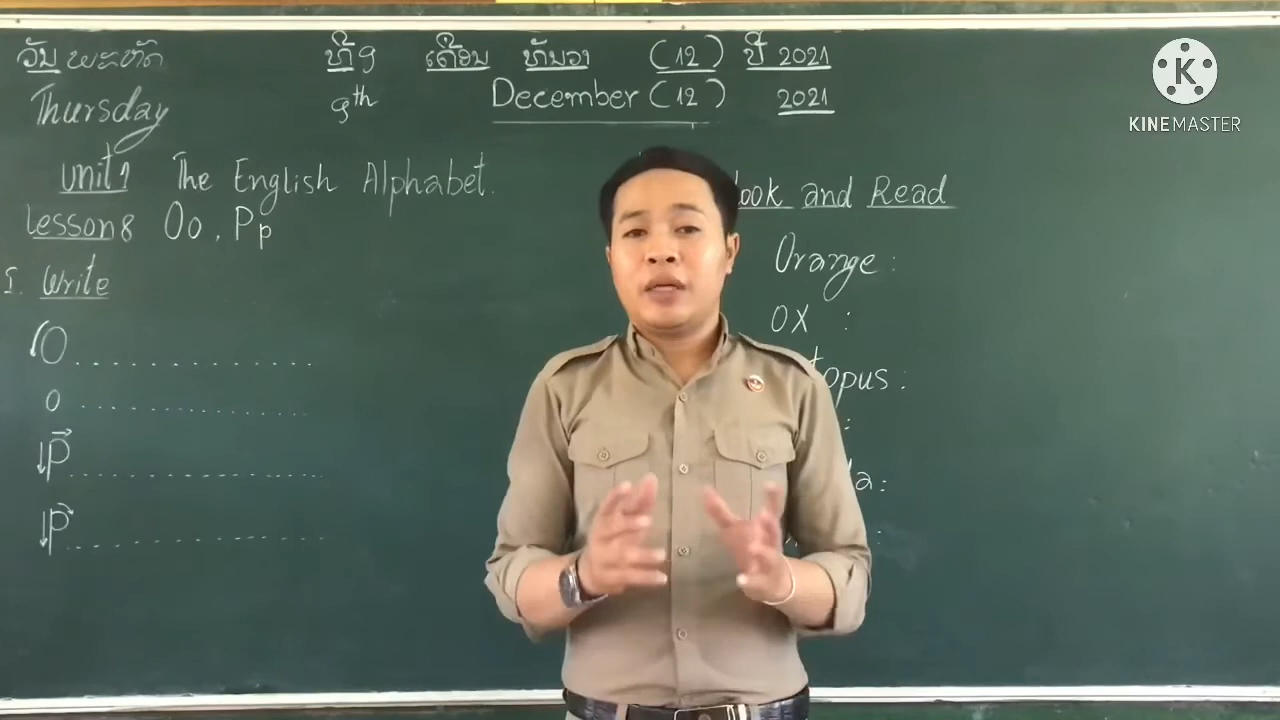 ວັນ ພະຫັດ ທີ 9 ເດືອນ ທັນວາ (12) ປີ 2021
Thursday 9th December (12) 2021
Unit 1 The English Alphabet.
Lesson 8 Oo, Pp
I. Write
O
o
P
p
look and Read
Orange:
ox :
topus:
a:
KINEMASTER